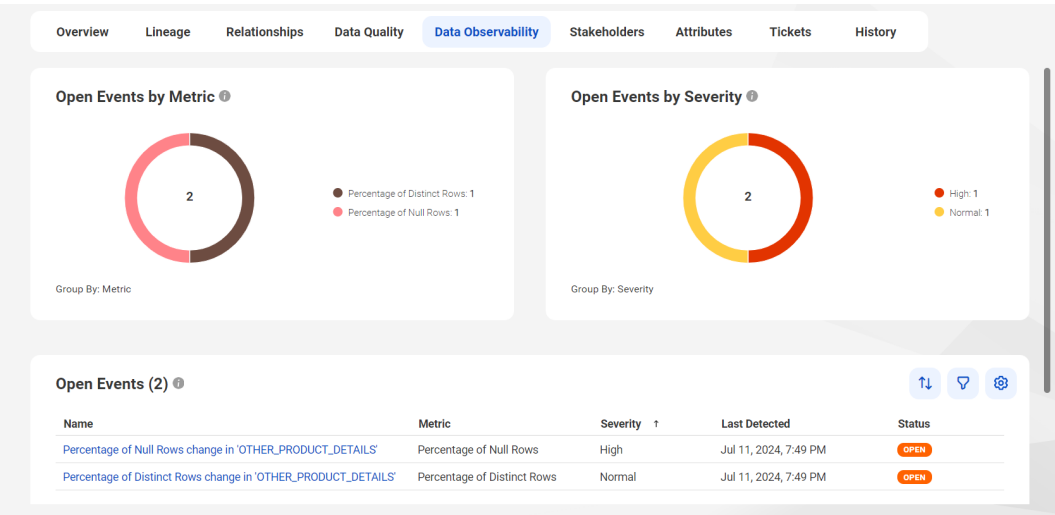 Overview Lineage Relationships Data Quality Data Observability Stakeholders Attributes Tickets History
Open Events by Metric
2
Percentage of Distinct Rows: 1
Percentage of Null Rows: 1
Group By: Metric
Open Events by Severity
2
High: 1
Normal: 1
Group By: Severity
Open Events (2)
Name Metric Severity ↑ Last Detected Status
Percentage of Null Rows change in 'OTHER_PRODUCT_DETAILS' Percentage of Null Rows High Jul 11, 2024, 7:49 PM OPEN
Percentage of Distinct Rows change in 'OTHER_PRODUCT_DETAILS' Percentage of Distinct Rows Normal Jul 11, 2024, 7:49 PM OPEN